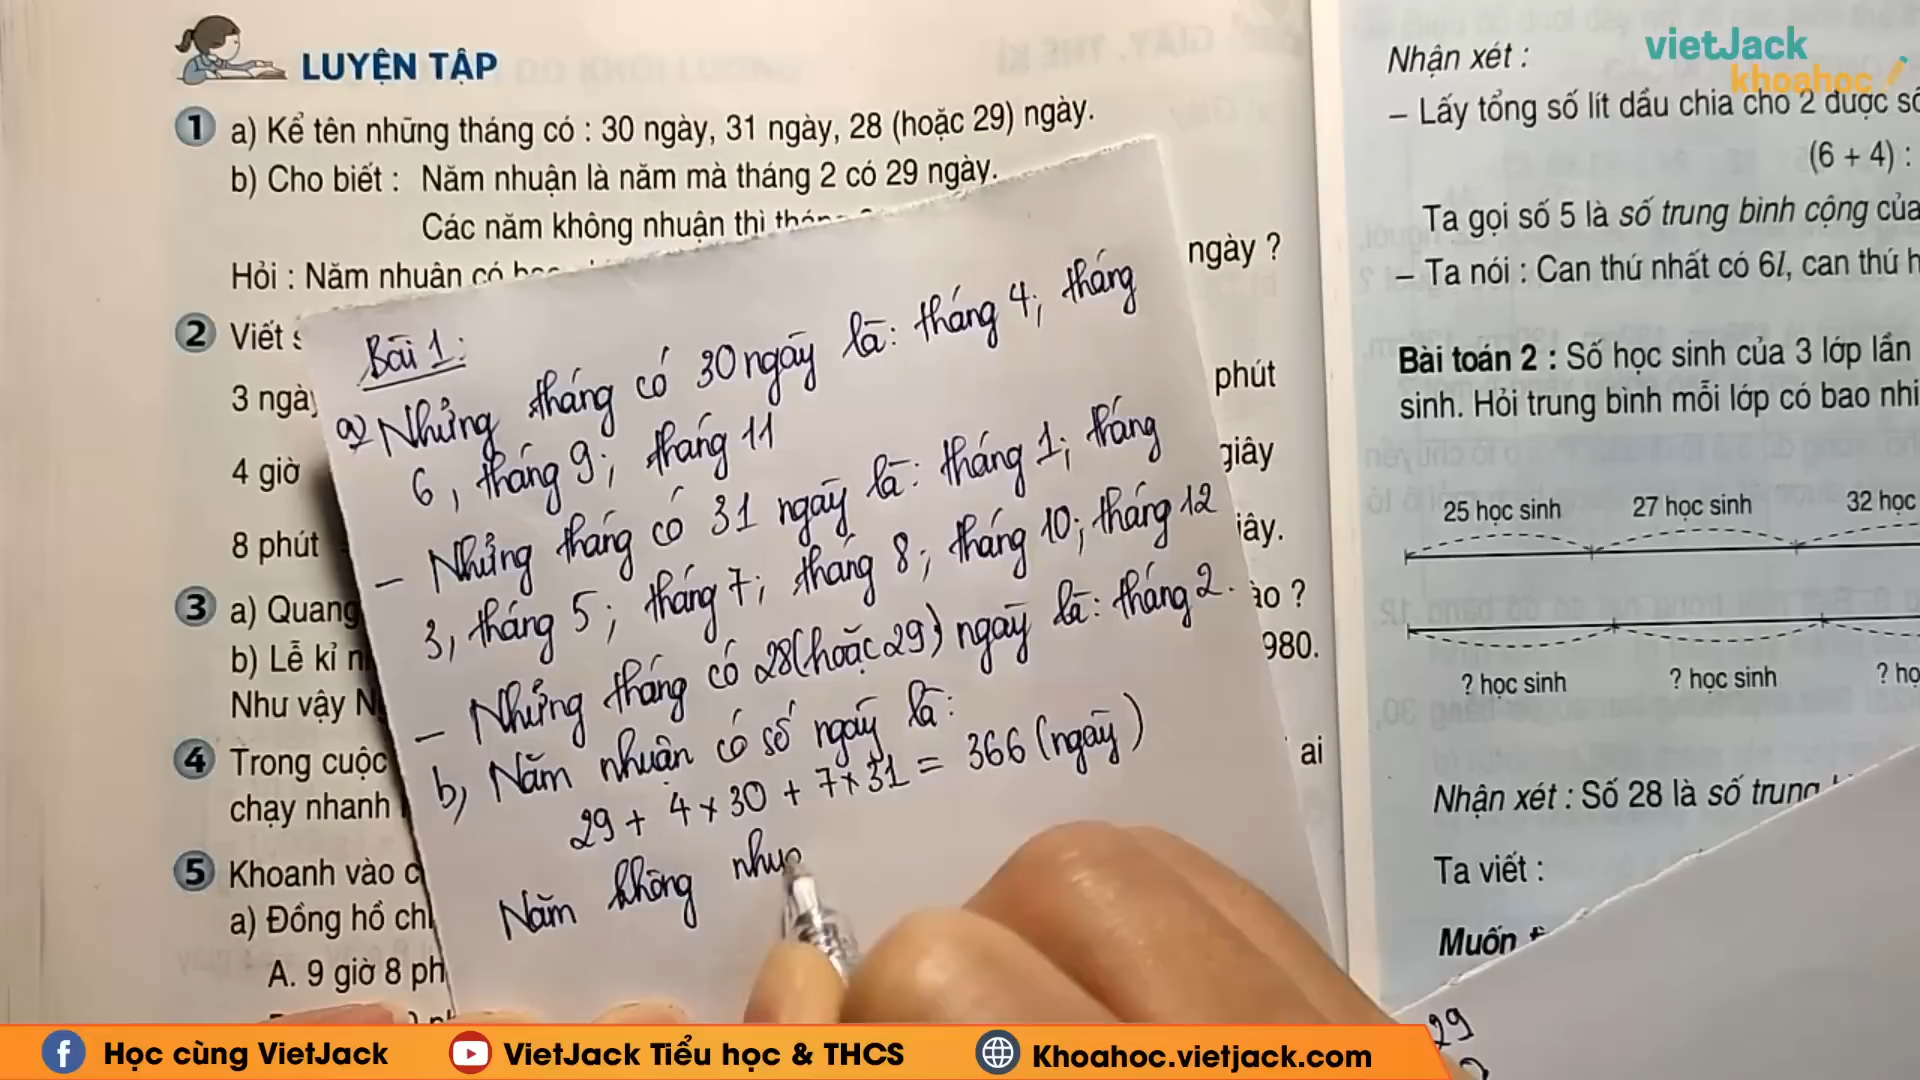 LUYỆN TẬP
1 a) Kể tên những tháng có : 30 ngày, 31 ngày, 28 (hoặc 29) ngày.
b) Cho biết : Năm nhuận là năm mà tháng 2 có 29 ngày.
Các năm không nhuận thì
Hỏi : Năm nhuận có
ngày ?
2 Viết
3 ngày
phút
4 giờ
giây
8 phút
giây.
3 a) Quang
ào ?
b) Lễ kỉ
980.
Như vậy
4 Trong cuộc
ai
chạy nhanh
5 Khoanh vào
a) Đồng hồ
A. 9 giờ 8
Bài 1:
a) Những tháng có 30 ngày là: tháng 4; tháng
6, tháng 9; tháng 11
– Những tháng có 31 ngày là: tháng 1; tháng
3, tháng 5; tháng 7; tháng 8; tháng 10; tháng 12
– Những tháng có 28 (hoặc 29) ngày là: tháng 2.
b, Năm nhuận có số ngày là:
29 + 4 x 30 + 7 x 31 = 366 (ngày)
Năm không nhu
vietJack
khoahoc
Nhận xét :
– Lấy tổng số lít dầu chia cho 2 được số
(6 + 4) :
Ta gọi số 5 là số trung bình cộng của
– Ta nói : Can thứ nhất có 6l, can thứ h
Bài toán 2 : Số học sinh của 3 lớp lần
sinh. Hỏi trung bình mỗi lớp có bao nhi
25 học sinh 27 học sinh 32 học
? học sinh ? học sinh ? họ
Nhận xét : Số 28 là số trung
Ta viết :
Muốn
29
Học cùng VietJack VietJack Tiểu học & THCS Khoahoc.vietjack.com